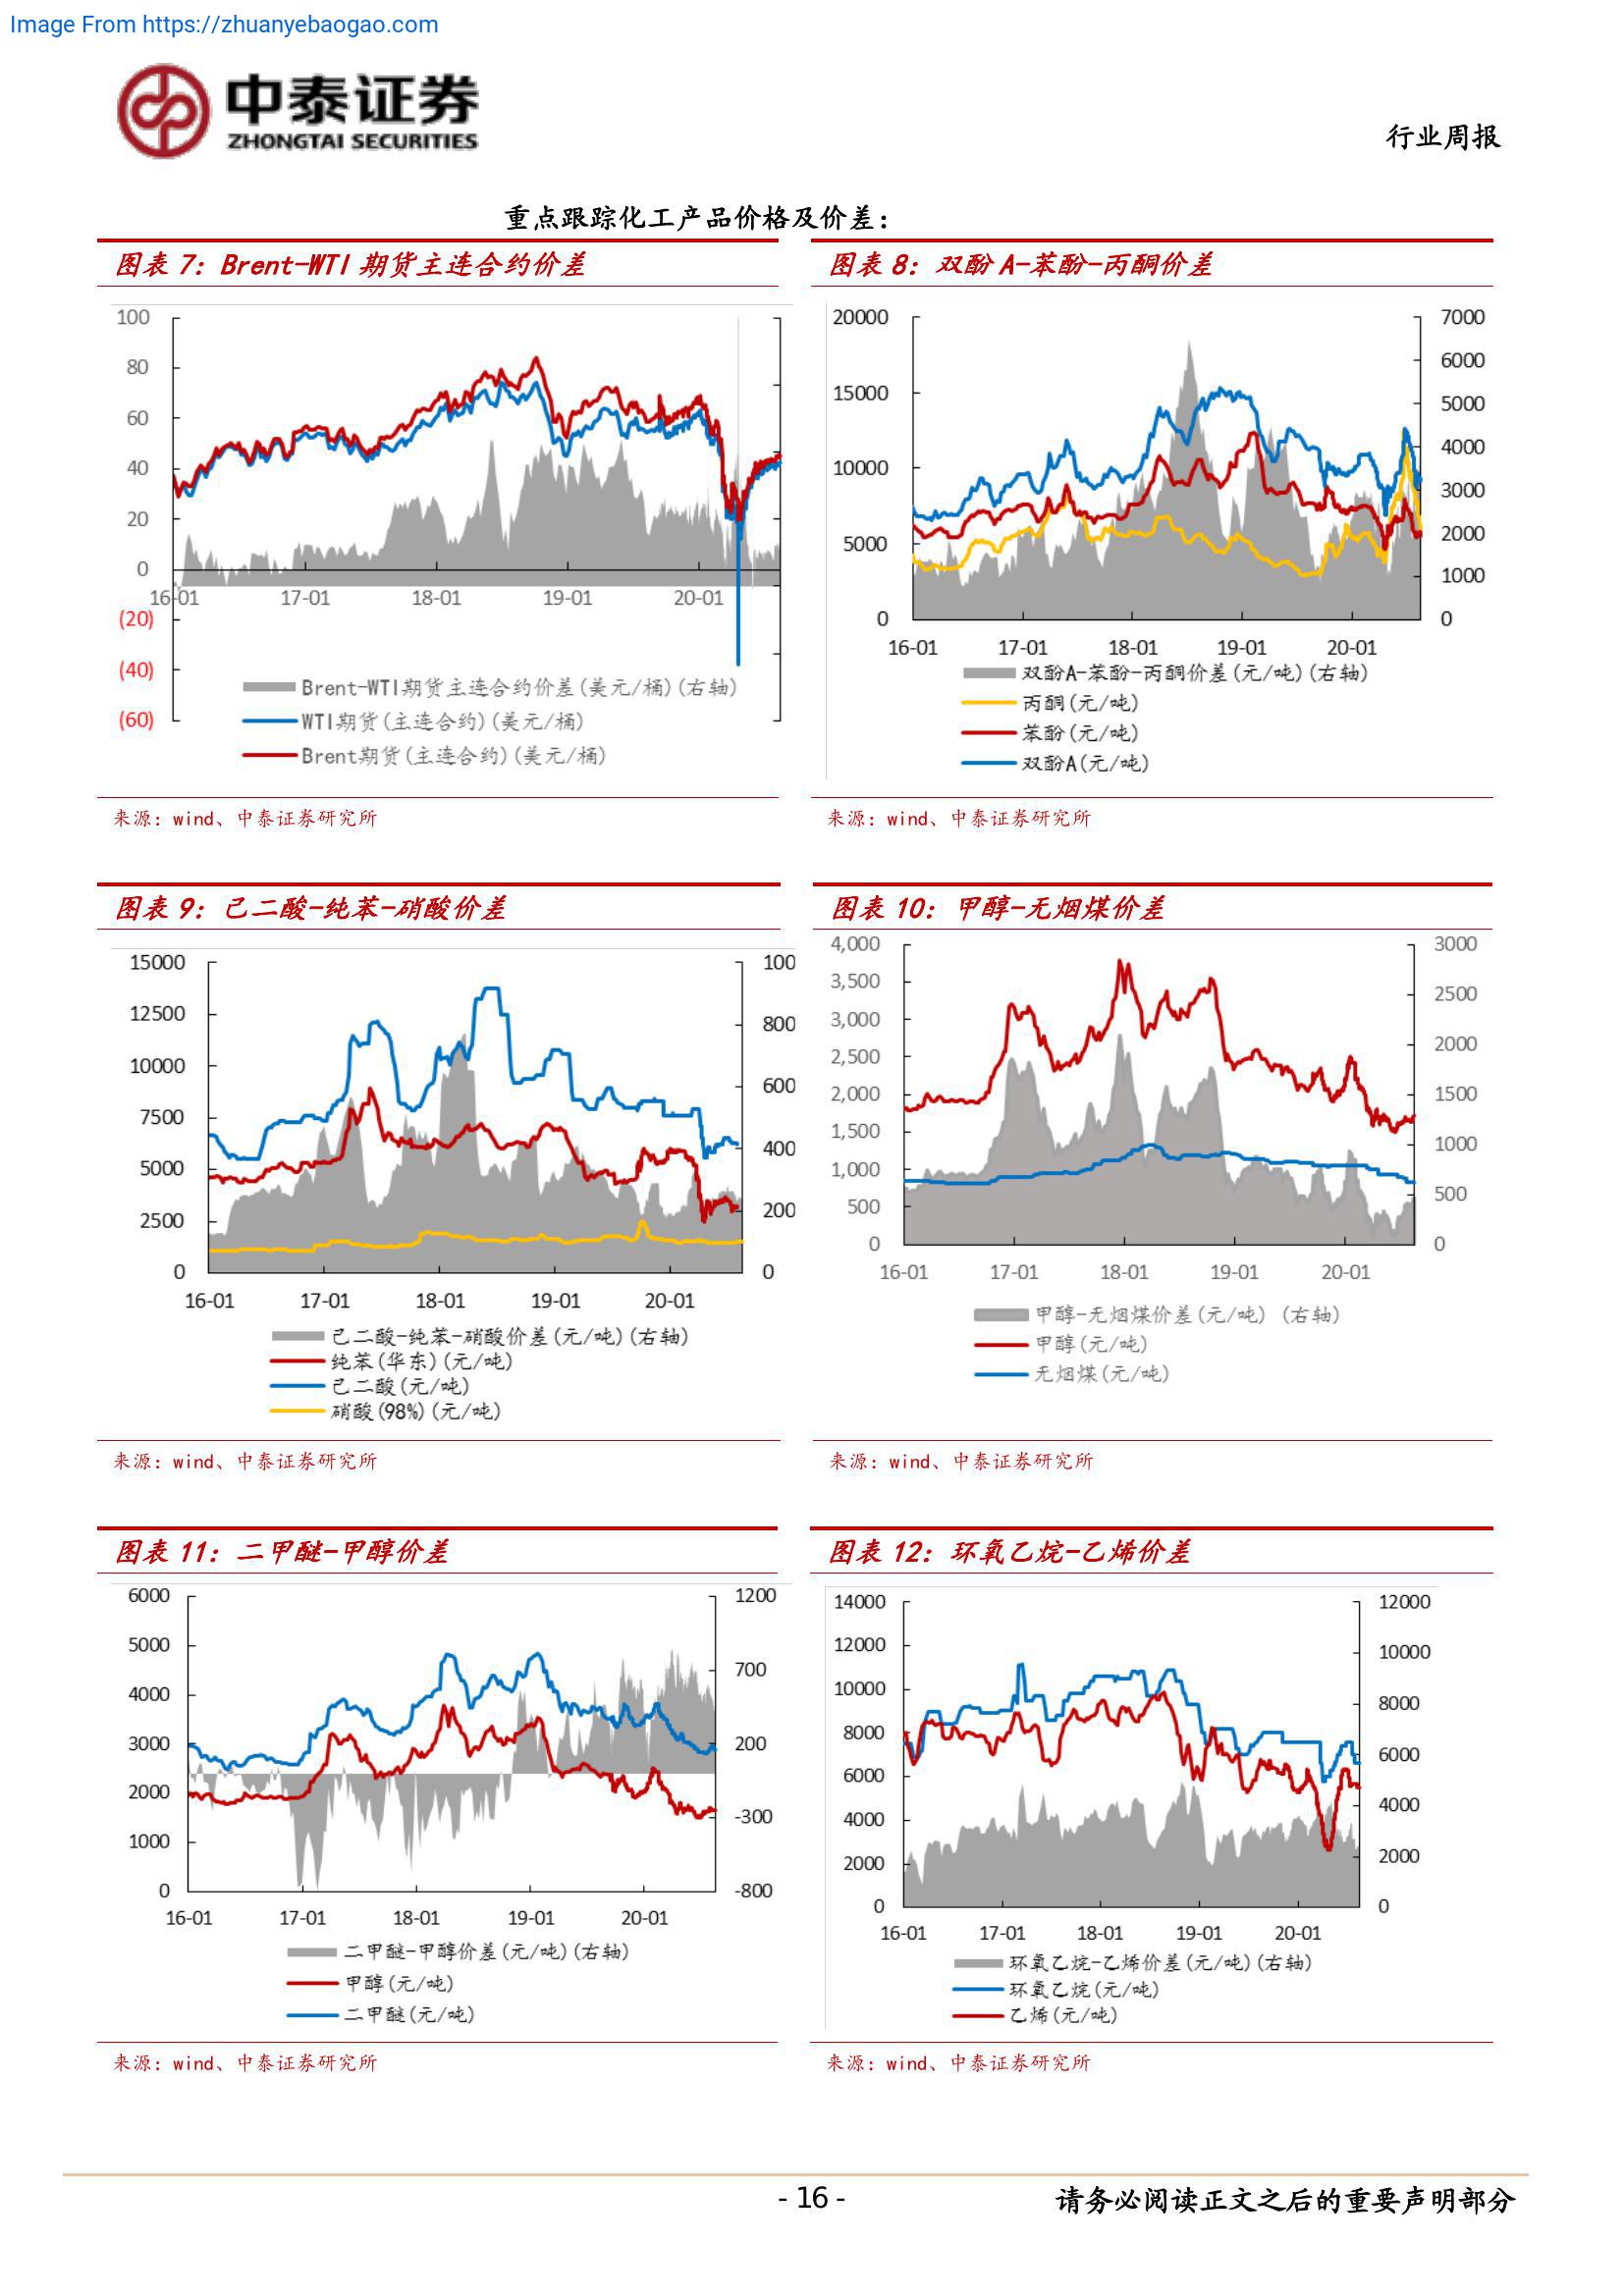 Image From https://zhuanyebaogao.com
中泰证券
ZHONGTAI SECURITIES
行业周报
重点跟踪化工产品价格及价差：
图表 7：Brent-WTI 期货主连合约价差
100
80
60
40
20
0
(20)
(40)
(60)
16-01 17-01 18-01 19-01 20-01
Brent-WTI期货主连合约价差(美元/桶)(右轴)
WTI期货(主连合约)(美元/桶)
Brent期货(主连合约)(美元/桶)
来源：wind、中泰证券研究所
图表 8：双酚 A-苯酚-丙酮价差
20000
15000
10000
5000
0
7000
6000
5000
4000
3000
2000
1000
0
16-01 17-01 18-01 19-01 20-01
双酚A-苯酚-丙酮价差(元/吨)(右轴)
丙酮(元/吨)
苯酚(元/吨)
双酚A(元/吨)
来源：wind、中泰证券研究所
图表 9：己二酸-纯苯-硝酸价差
15000
12500
10000
7500
5000
2500
0
100
800
600
400
200
0
16-01 17-01 18-01 19-01 20-01
己二酸-纯苯-硝酸价差(元/吨)(右轴)
纯苯(华东)(元/吨)
己二酸(元/吨)
硝酸(98%)(元/吨)
来源：wind、中泰证券研究所
图表 10：甲醇-无烟煤价差
4,000
3,500
3,000
2,500
2,000
1,500
1,000
500
0
3000
2500
2000
1500
1000
500
0
16-01 17-01 18-01 19-01 20-01
甲醇-无烟煤价差(元/吨) (右轴)
甲醇(元/吨)
无烟煤(元/吨)
来源：wind、中泰证券研究所
图表 11：二甲醚-甲醇价差
6000
5000
4000
3000
2000
1000
0
1200
700
200
-300
-800
16-01 17-01 18-01 19-01 20-01
二甲醚-甲醇价差(元/吨)(右轴)
甲醇(元/吨)
二甲醚(元/吨)
来源：wind、中泰证券研究所
图表 12：环氧乙烷-乙烯价差
14000
12000
10000
8000
6000
4000
2000
0
12000
10000
8000
6000
4000
2000
0
16-01 17-01 18-01 19-01 20-01
环氧乙烷-乙烯价差(元/吨)(右轴)
环氧乙烷(元/吨)
乙烯(元/吨)
来源：wind、中泰证券研究所
- 16 -
请务必阅读正文之后的重要声明部分